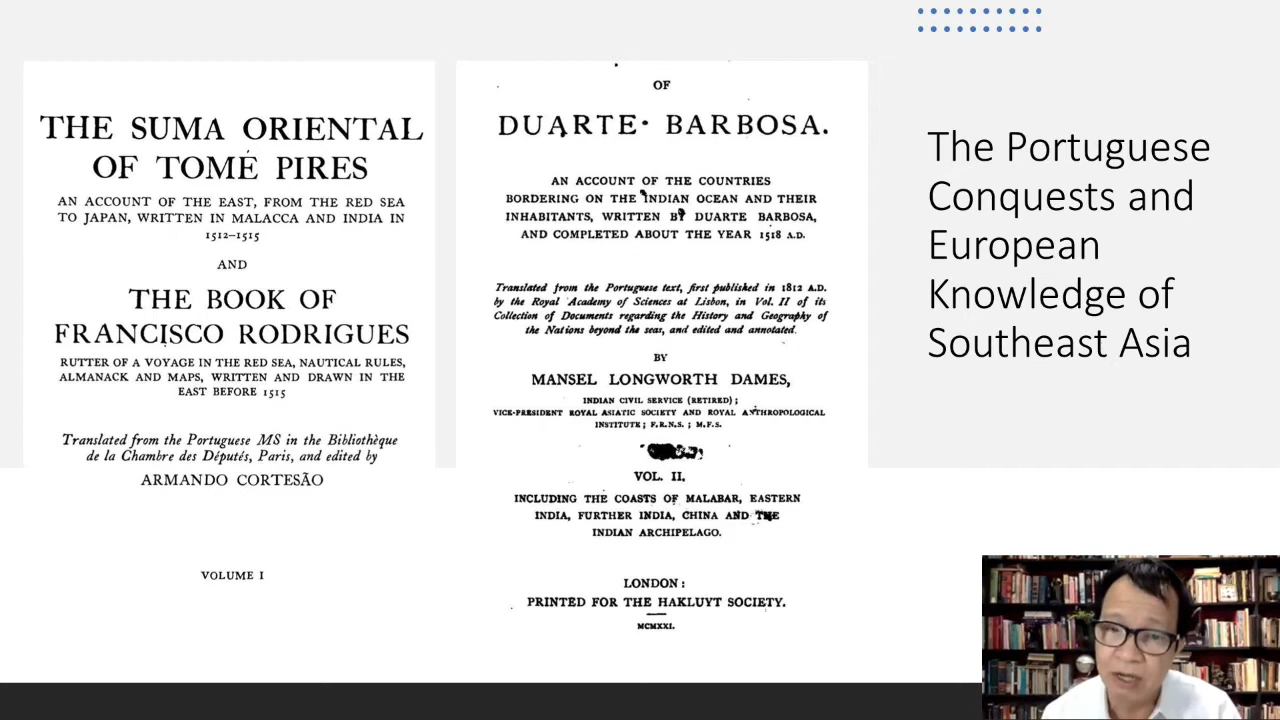 THE SUMA ORIENTAL
OF TOMÉ PIRES
AN ACCOUNT OF THE EAST, FROM THE RED SEA
TO JAPAN, WRITTEN IN MALACCA AND INDIA IN
1512–1515
AND
THE BOOK OF
FRANCISCO RODRIGUES
RUTTER OF A VOYAGE IN THE RED SEA, NAUTICAL RULES,
ALMANACK AND MAPS, WRITTEN AND DRAWN IN THE
EAST BEFORE 1515
Translated from the Portuguese MS in the Bibliothèque
de la Chambre des Députés, Paris, and edited by
ARMANDO CORTESÃO
VOLUME I
OF
DUARTE BARBOSA.
AN ACCOUNT OF THE COUNTRIES
BORDERING ON THE INDIAN OCEAN AND THEIR
INHABITANTS, WRITTEN BY DUARTE BARBOSA,
AND COMPLETED ABOUT THE YEAR 1518 A.D.
Translated from the Portuguese text, first published in 1812 A.D.
by the Royal Academy of Sciences at Lisbon, in Vol. II of its
Collection of Documents regarding the History and Geography of
the Nations beyond the seas, and edited and annotated.
BY
MANSEL LONGWORTH DAMES,
INDIAN CIVIL SERVICE (RETIRED);
VICE-PRESIDENT ROYAL ASIATIC SOCIETY AND ROYAL ANTHROPOLOGICAL
INSTITUTE; F.R.N.S.; M.F.S.
VOL. II.
INCLUDING THE COASTS OF MALABAR, EASTERN
INDIA, FURTHER INDIA, CHINA AND THE
INDIAN ARCHIPELAGO.
LONDON:
PRINTED FOR THE HAKLUYT SOCIETY.
MCMXXI.
The Portuguese
Conquests and
European
Knowledge of
Southeast Asia